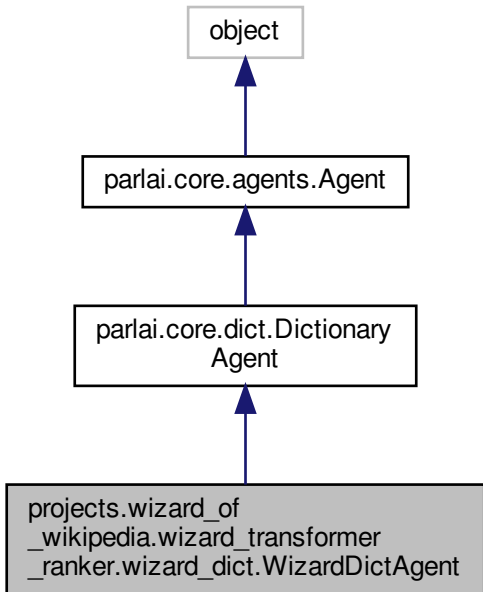 object
parlai.core.agents.Agent
parlai.core.dict.Dictionary
Agent
projects.wizard_of
_wikipedia.wizard_transformer
_ranker.wizard_dict.WizardDictAgent